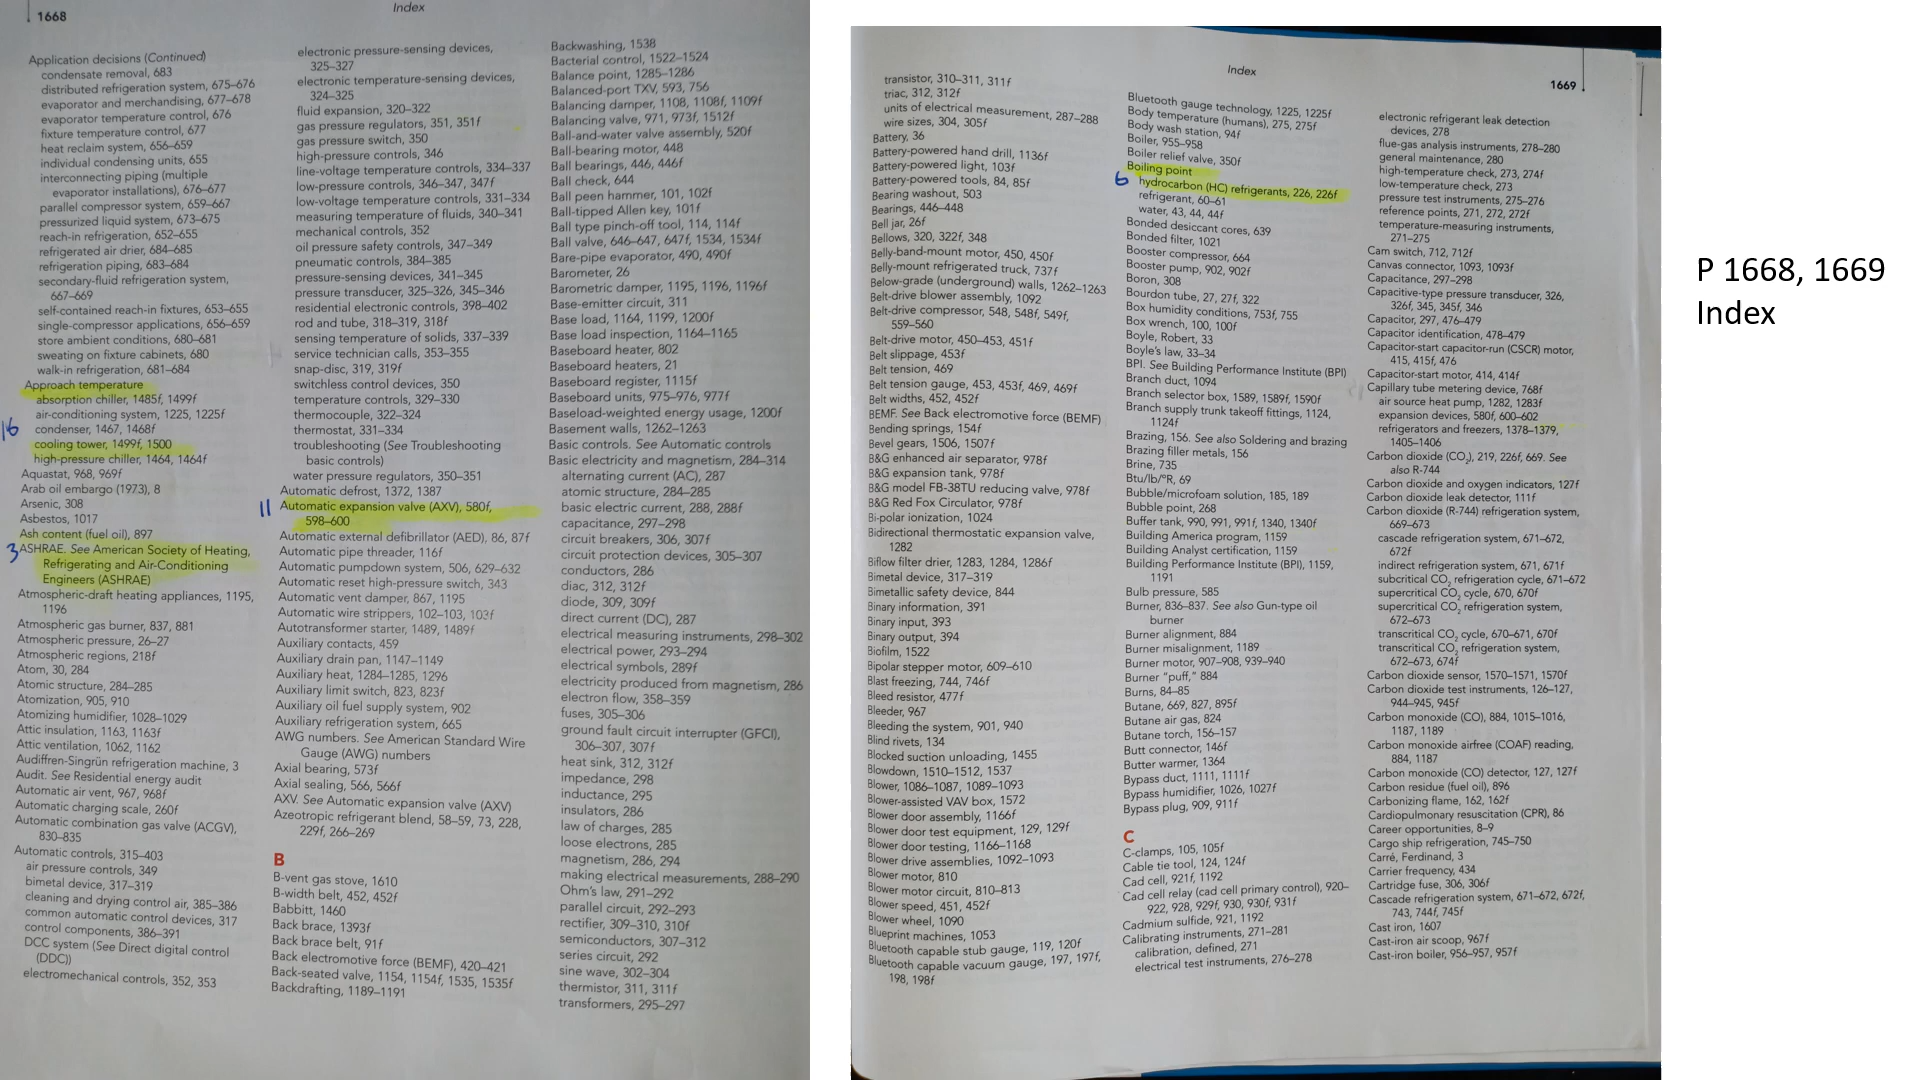 1668
Index
Application decisions (Continued)
condensate removal, 683
distributed refrigeration system, 675–676
evaporator and merchandising, 677–678
evaporator temperature control, 676
fixture temperature control, 677
heat reclaim system, 656–659
individual condensing units, 655
interconnecting piping (multiple
evaporator installations), 676–677
parallel compressor system, 659–667
pressurized liquid system, 673–675
reach-in refrigeration, 652–655
refrigerated air drier, 684–685
refrigeration piping, 683–684
secondary-fluid refrigeration system,
667–669
self-contained reach-in fixtures, 653–655
single-compressor applications, 656–659
store ambient conditions, 680–681
sweating on fixture cabinets, 680
walk-in refrigeration, 681–684
Approach temperature
absorption chiller, 1485f, 1499f
air-conditioning system, 1225, 1225f
16
condenser, 1467, 1468f
cooling tower, 1499f, 1500
high-pressure chiller, 1464, 1464f
Aquastat, 968, 969f
Arab oil embargo (1973), 8
Arsenic, 308
Asbestos, 1017
Ash content (fuel oil), 897
3
ASHRAE. See American Society of Heating,
Refrigerating and Air-Conditioning
Engineers (ASHRAE)
Atmospheric-draft heating appliances, 1195,
1196
Atmospheric gas burner, 837, 881
Atmospheric pressure, 26–27
Atmospheric regions, 218f
Atom, 30, 284
Atomic structure, 284–285
Atomization, 905, 910
Atomizing humidifier, 1028–1029
Attic insulation, 1163, 1163f
Attic ventilation, 1062, 1162
Audiffren-Singrün refrigeration machine, 3
Audit. See Residential energy audit
Automatic air vent, 967, 968f
Automatic charging scale, 260f
Automatic combination gas valve (ACGV),
830–835
Automatic controls, 315–403
air pressure controls, 349
bimetal device, 317–319
cleaning and drying control air, 385–386
common automatic control devices, 317
control components, 386–391
DCC system (See Direct digital control
(DDC))
electromechanical controls, 352, 353
electronic pressure-sensing devices,
325–327
electronic temperature-sensing devices,
324–325
fluid expansion, 320–322
gas pressure regulators, 351, 351f
gas pressure switch, 350
high-pressure controls, 346
line-voltage temperature controls, 334–337
low-pressure controls, 346–347, 347f
low-voltage temperature controls, 331–334
measuring temperature of fluids, 340–341
mechanical controls, 352
oil pressure safety controls, 347–349
pneumatic controls, 384–385
pressure-sensing devices, 341–345
pressure transducer, 325–326, 345–346
residential electronic controls, 398–402
rod and tube, 318–319, 318f
sensing temperature of solids, 337–339
service technician calls, 353–355
snap-disc, 319, 319f
switchless control devices, 350
temperature controls, 329–330
thermocouple, 322–324
thermostat, 331–334
troubleshooting (See Troubleshooting
basic controls)
water pressure regulators, 350–351
Automatic defrost, 1372, 1387
11
Automatic expansion valve (AXV), 580f,
598–600
Automatic external defibrillator (AED), 86, 87f
Automatic pipe threader, 116f
Automatic pumpdown system, 506, 629–632
Automatic reset high-pressure switch, 343
Automatic vent damper, 867, 1195
Automatic wire strippers, 102–103, 103f
Autotransformer starter, 1489, 1489f
Auxiliary contacts, 459
Auxiliary drain pan, 1147–1149
Auxiliary heat, 1284–1285, 1296
Auxiliary limit switch, 823, 823f
Auxiliary oil fuel supply system, 902
Auxiliary refrigeration system, 665
AWG numbers. See American Standard Wire
Gauge (AWG) numbers
Axial bearing, 573f
Axial sealing, 566, 566f
AXV. See Automatic expansion valve (AXV)
Azeotropic refrigerant blend, 58–59, 73, 228,
229f, 266–269
B
B-vent gas stove, 1610
B-width belt, 452, 452f
Babbitt, 1460
Back brace, 1393f
Back brace belt, 91f
Back electromotive force (BEMF), 420–421
Back-seated valve, 1154, 1154f, 1535, 1535f
Backdrafting, 1189–1191
Backwashing, 1538
Bacterial control, 1522–1524
Balance point, 1285–1286
Balanced-port TXV, 593, 756
Balancing damper, 1108, 1108f, 1109f
Balancing valve, 971, 973f, 1512f
Ball-and-water valve assembly, 520f
Ball-bearing motor, 448
Ball bearings, 446, 446f
Ball check, 644
Ball peen hammer, 101, 102f
Ball-tipped Allen key, 101f
Ball type pinch-off tool, 114, 114f
Ball valve, 646–647, 647f, 1534, 1534f
Bare-pipe evaporator, 490, 490f
Barometer, 26
Barometric damper, 1195, 1196, 1196f
Base-emitter circuit, 311
Base load, 1164, 1199, 1200f
Base load inspection, 1164–1165
Baseboard heater, 802
Baseboard heaters, 21
Baseboard register, 1115f
Baseboard units, 975–976, 977f
Baseload-weighted energy usage, 1200f
Basement walls, 1262–1263
Basic controls. See Automatic controls
Basic electricity and magnetism, 284–314
alternating current (AC), 287
atomic structure, 284–285
basic electric current, 288, 288f
capacitance, 297–298
circuit breakers, 306, 307f
circuit protection devices, 305–307
conductors, 286
diac, 312, 312f
diode, 309, 309f
direct current (DC), 287
electrical measuring instruments, 298–302
electrical power, 293–294
electrical symbols, 289f
electricity produced from magnetism, 286
electron flow, 358–359
fuses, 305–306
ground fault circuit interrupter (GFCI),
306–307, 307f
heat sink, 312, 312f
impedance, 298
inductance, 295
insulators, 286
law of charges, 285
loose electrons, 285
magnetism, 286, 294
making electrical measurements, 288–290
Ohm's law, 291–292
parallel circuit, 292–293
rectifier, 309–310, 310f
semiconductors, 307–312
series circuit, 292
sine wave, 302–304
thermistor, 311, 311f
transformers, 295–297
Index
1669
transistor, 310–311, 311f
triac, 312, 312f
units of electrical measurement, 287–288
wire sizes, 304, 305f
Battery, 36
Battery-powered hand drill, 1136f
Battery-powered light, 103f
Battery-powered tools, 84, 85f
Bearing washout, 503
Bearings, 446–448
Bell jar, 26f
Bellows, 320, 322f, 348
Belly-band-mount motor, 450, 450f
Belly-mount refrigerated truck, 737f
Below-grade (underground) walls, 1262–1263
Belt-drive blower assembly, 1092
Belt-drive compressor, 548, 548f, 549f,
559–560
Belt-drive motor, 450–453, 451f
Belt slippage, 453f
Belt tension, 469
Belt tension gauge, 453, 453f, 469, 469f
Belt widths, 452, 452f
BEMF. See Back electromotive force (BEMF)
Bending springs, 154f
Bevel gears, 1506, 1507f
B&G enhanced air separator, 978f
B&G expansion tank, 978f
B&G model FB-38TU reducing valve, 978f
B&G Red Fox Circulator, 978f
Bi-polar ionization, 1024
Bidirectional thermostatic expansion valve,
1282
Biflow filter drier, 1283, 1284, 1286f
Bimetal device, 317–319
Bimetallic safety device, 844
Binary information, 391
Binary input, 393
Binary output, 394
Biofilm, 1522
Bipolar stepper motor, 609–610
Blast freezing, 744, 746f
Bleed resistor, 477f
Bleeder, 967
Bleeding the system, 901, 940
Blind rivets, 134
Blocked suction unloading, 1455
Blowdown, 1510–1512, 1537
Blower, 1086–1087, 1089–1093
Blower-assisted VAV box, 1572
Blower door assembly, 1166f
Blower door test equipment, 129, 129f
Blower door testing, 1166–1168
Blower drive assemblies, 1092–1093
Blower motor, 810
Blower motor circuit, 810–813
Blower speed, 451, 452f
Blower wheel, 1090
Blueprint machines, 1053
Bluetooth capable stub gauge, 119, 120f
Bluetooth capable vacuum gauge, 197, 197f,
198, 198f
Bluetooth gauge technology, 1225, 1225f
Body temperature (humans), 275, 275f
Body wash station, 94f
Boiler, 955–958
Boiler relief valve, 350f
Boiling point
6
hydrocarbon (HC) refrigerants, 226, 226f
refrigerant, 60–61
water, 43, 44, 44f
Bonded desiccant cores, 639
Bonded filter, 1021
Booster compressor, 664
Booster pump, 902, 902f
Boron, 308
Bourdon tube, 27, 27f, 322
Box humidity conditions, 753f, 755
Box wrench, 100, 100f
Boyle, Robert, 33
Boyle's law, 33–34
BPI. See Building Performance Institute (BPI)
Branch duct, 1094
Branch selector box, 1589, 1589f, 1590f
Branch supply trunk takeoff fittings, 1124,
1124f
Brazing, 156. See also Soldering and brazing
Brazing filler metals, 156
Brine, 735
Btu/lb/°R, 69
Bubble/microfoam solution, 185, 189
Bubble point, 268
Buffer tank, 990, 991, 991f, 1340, 1340f
Building America program, 1159
Building Analyst certification, 1159
Building Performance Institute (BPI), 1159,
1191
Bulb pressure, 585
Burner, 836–837. See also Gun-type oil
burner
Burner alignment, 884
Burner misalignment, 1189
Burner motor, 907–908, 939–940
Burner "puff," 884
Burns, 84–85
Butane, 669, 827, 895f
Butane air gas, 824
Butane torch, 156–157
Butt connector, 146f
Butter warmer, 1364
Bypass duct, 1111, 1111f
Bypass humidifier, 1026, 1027f
Bypass plug, 909, 911f
C
C-clamps, 105, 105f
Cable tie tool, 124, 124f
Cad cell, 921f, 1192
Cad cell relay (cad cell primary control), 920–
922, 928, 929f, 930, 930f, 931f
Cadmium sulfide, 921, 1192
Calibrating instruments, 271–281
calibration, defined, 271
electrical test instruments, 276–278
electronic refrigerant leak detection
devices, 278
flue-gas analysis instruments, 278–280
general maintenance, 280
high-temperature check, 273, 274f
low-temperature check, 273
pressure test instruments, 275–276
reference points, 271, 272, 272f
temperature-measuring instruments,
271–275
Cam switch, 712, 712f
Canvas connector, 1093, 1093f
Capacitance, 297–298
Capacitive-type pressure transducer, 326,
326f, 345, 345f, 346
Capacitor, 297, 476–479
Capacitor identification, 478–479
Capacitor-start capacitor-run (CSCR) motor,
415, 415f, 476
Capacitor-start motor, 414, 414f
Capillary tube metering device, 768f
air source heat pump, 1282, 1283f
expansion devices, 580f, 600–602
refrigerators and freezers, 1378–1379,
1405–1406
Carbon dioxide (CO₂), 219, 226f, 669. See
also R-744
Carbon dioxide and oxygen indicators, 127f
Carbon dioxide leak detector, 111f
Carbon dioxide (R-744) refrigeration system,
669–673
cascade refrigeration system, 671–672,
672f
indirect refrigeration system, 671, 671f
subcritical CO₂ refrigeration cycle, 671–672
supercritical CO₂ cycle, 670, 670f
supercritical CO₂ refrigeration system,
672–673
transcritical CO₂ cycle, 670–671, 670f
transcritical CO₂ refrigeration system,
672–673, 674f
Carbon dioxide sensor, 1570–1571, 1570f
Carbon dioxide test instruments, 126–127,
944–945, 945f
Carbon monoxide (CO), 884, 1015–1016,
1187, 1189
Carbon monoxide airfree (COAF) reading,
884, 1187
Carbon monoxide (CO) detector, 127, 127f
Carbon residue (fuel oil), 896
Carbonizing flame, 162, 162f
Cardiopulmonary resuscitation (CPR), 86
Career opportunities, 8–9
Cargo ship refrigeration, 745–750
Carré, Ferdinand, 3
Carrier frequency, 434
Cartridge fuse, 306, 306f
Cascade refrigeration system, 671–672, 672f,
743, 744f, 745f
Cast iron, 1607
Cast-iron air scoop, 967f
Cast-iron boiler, 956–957, 957f
P 1668, 1669
Index